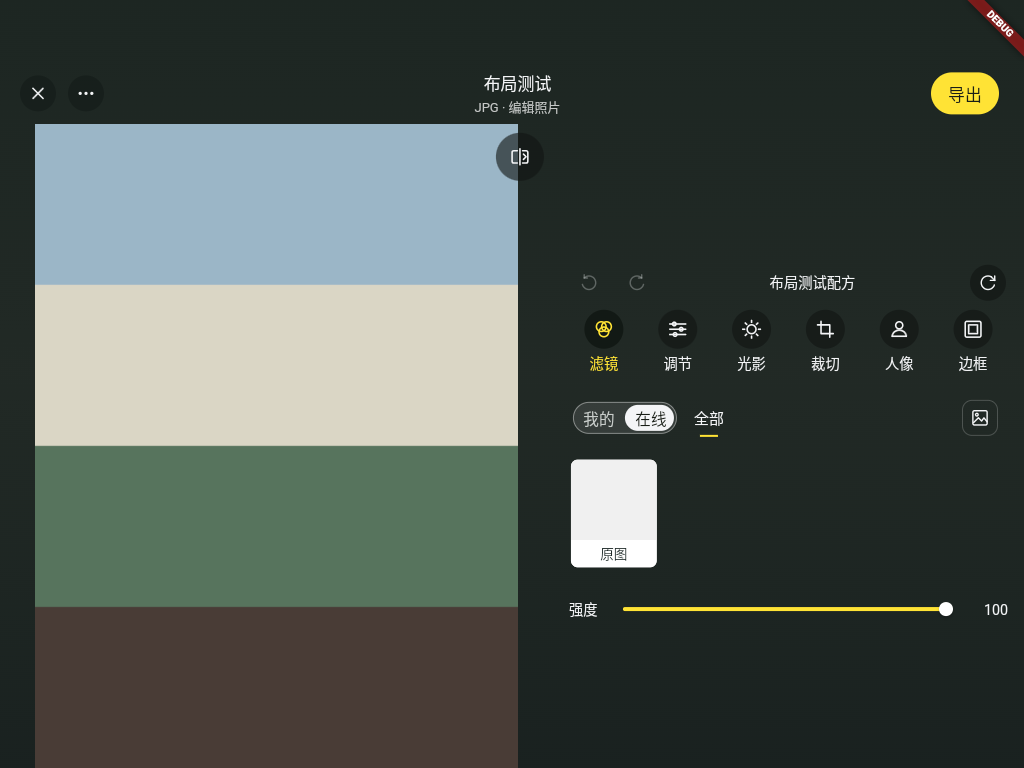 DEBUG
布局测试
JPG · 编辑照片
导出
布局测试配方
滤镜 调节 光影 裁切 人像 边框
我的 在线 全部
原图
强度 100